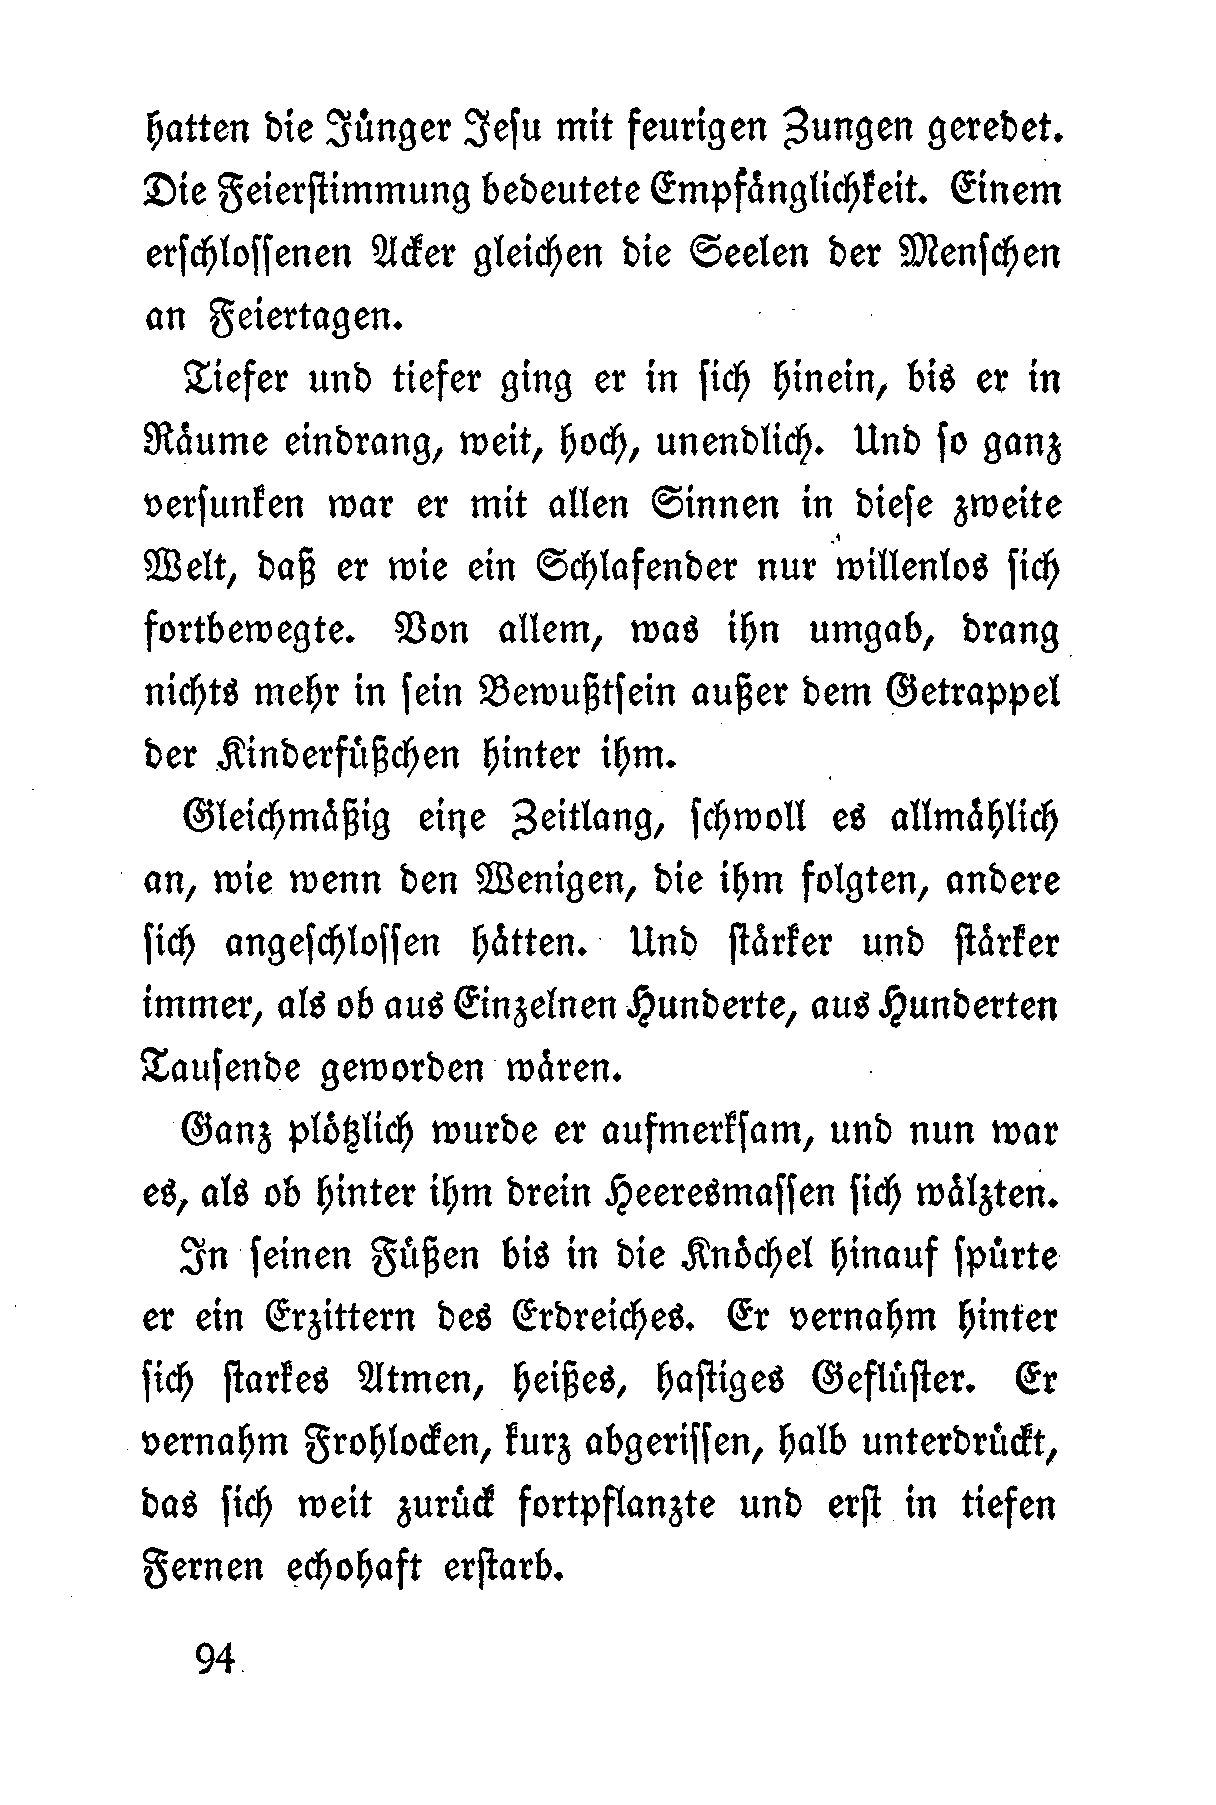 hatten die Jünger Jesu mit feurigen Zungen geredet.
Die Feierstimmung bedeutete Empfänglichkeit. Einem
erschlossenen Acker gleichen die Seelen der Menschen
an Feiertagen.
Tiefer und tiefer ging er in sich hinein, bis er in
Räume eindrang, weit, hoch, unendlich. Und so ganz
versunken war er mit allen Sinnen in diese zweite
Welt, daß er wie ein Schlafender nur willenlos sich
fortbewegte. Von allem, was ihn umgab, drang
nichts mehr in sein Bewußtsein außer dem Getrappel
der Kinderfüßchen hinter ihm.
Gleichmäßig eine Zeitlang, schwoll es allmählich
an, wie wenn den Wenigen, die ihm folgten, andere
sich angeschlossen hätten. Und stärker und stärker
immer, als ob aus Einzelnen Hunderte, aus Hunderten
Tausende geworden wären.
Ganz plötzlich wurde er aufmerksam, und nun war
es, als ob hinter ihm drein Heeresmassen sich wälzten.
In seinen Füßen bis in die Knöchel hinauf spürte
er ein Erzittern des Erdreiches. Er vernahm hinter
sich starkes Atmen, heißes, hastiges Geflüster. Er
vernahm Frohlocken, kurz abgerissen, halb unterdrückt,
das sich weit zurück fortpflanzte und erst in tiefen
Fernen echohaft erstarb.
94